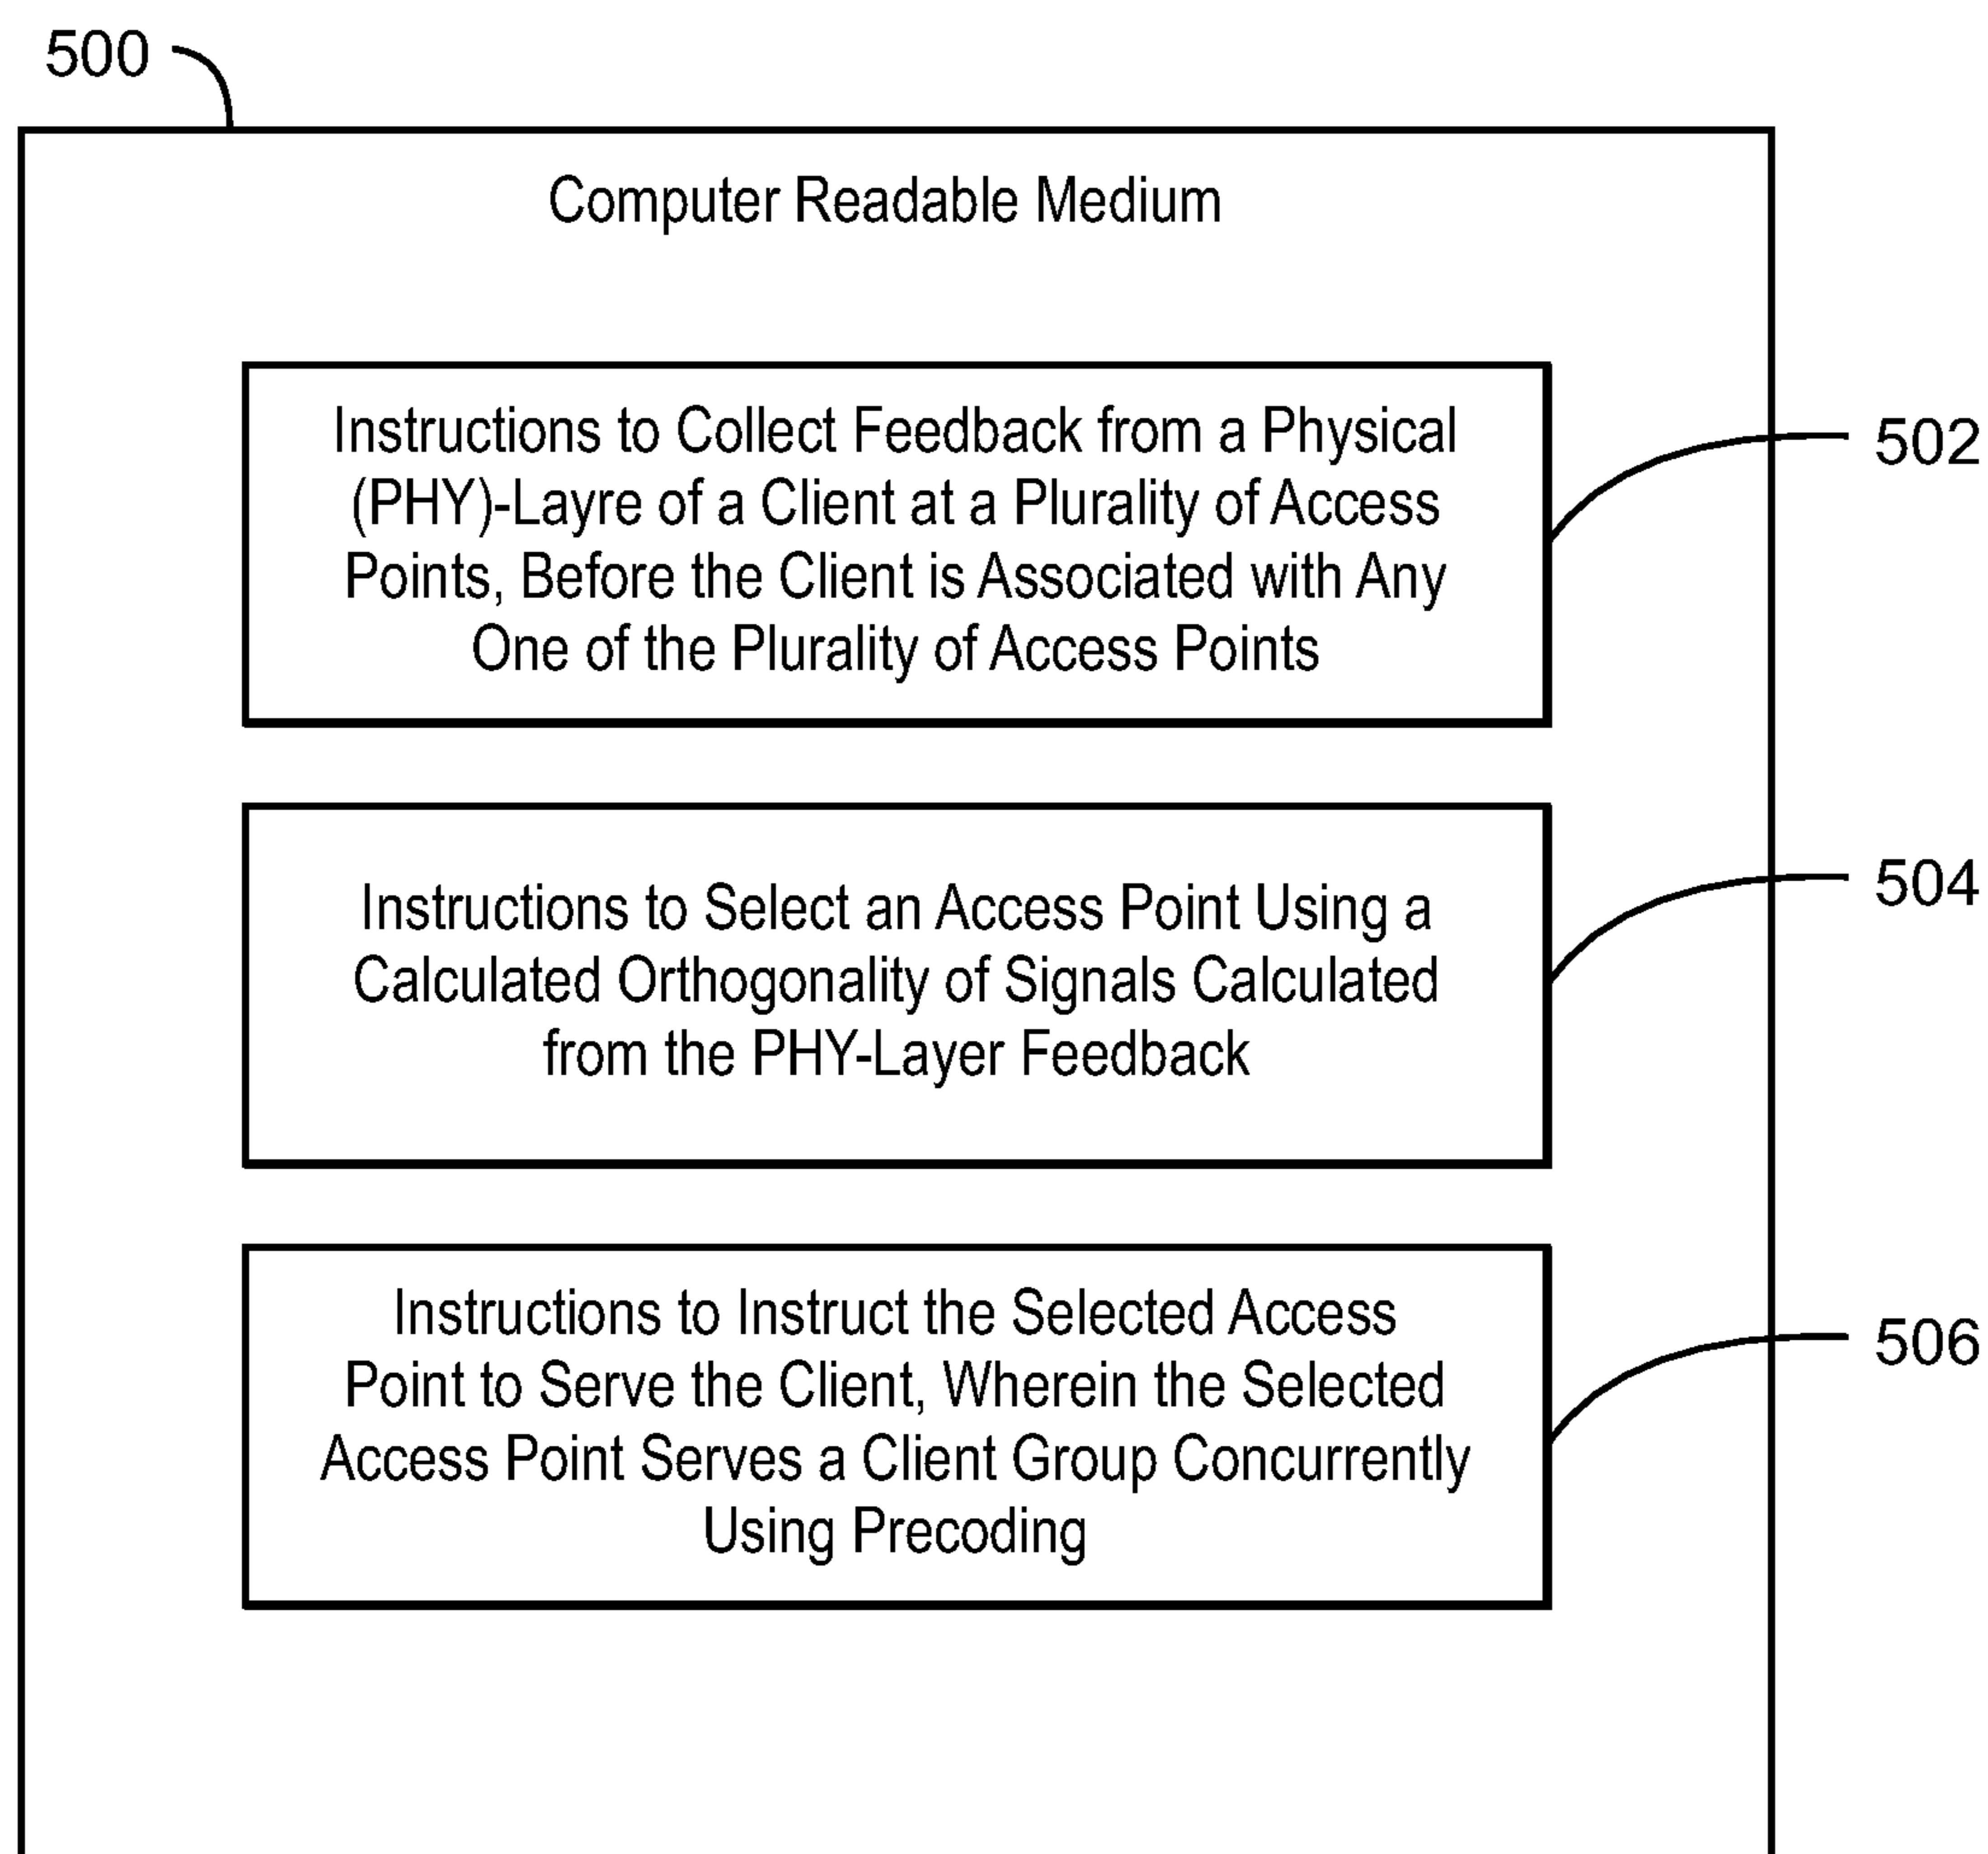 500
Computer Readable Medium
Instructions to Collect Feedback from a Physical
(PHY)-Layre of a Client at a Plurality of Access
Points, Before the Client is Associated with Any
One of the Plurality of Access Points
502
Instructions to Select an Access Point Using a
Calculated Orthogonality of Signals Calculated
from the PHY-Layer Feedback
504
Instructions to Instruct the Selected Access
Point to Serve the Client, Wherein the Selected
Access Point Serves a Client Group Concurrently
Using Precoding
506